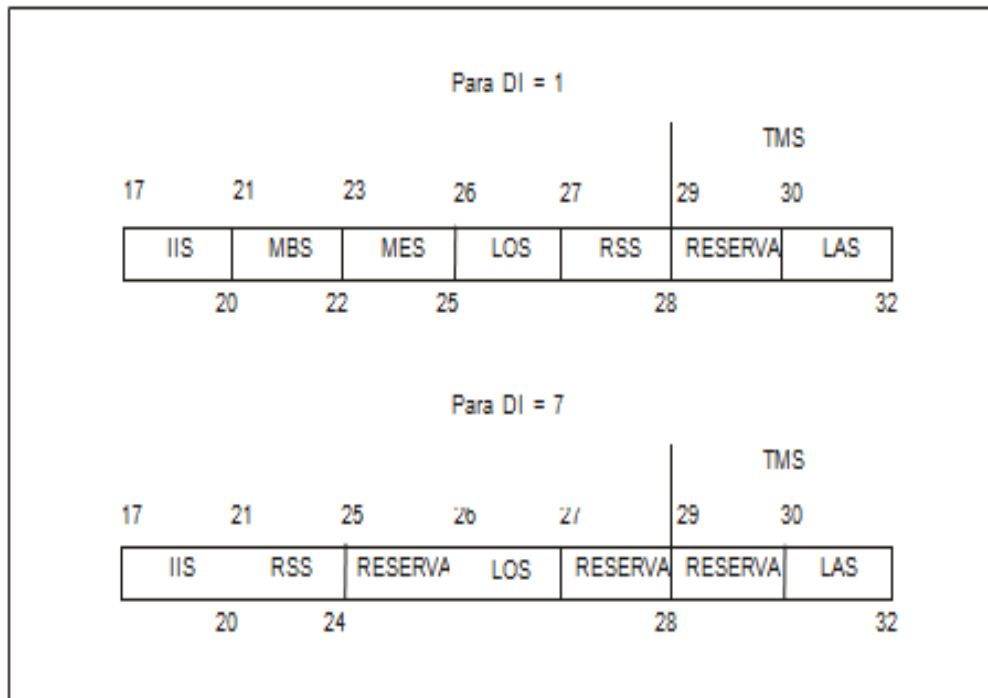 Para DI = 1
TMS
17 21 23 26 27 29 30
IIS MBS MES LOS RSS RESERVA LAS
20 22 25 28 32
Para DI = 7
TMS
17 21 25 26 27 29 30
IIS RSS RESERVA LOS RESERVA RESERVA LAS
20 24 28 32